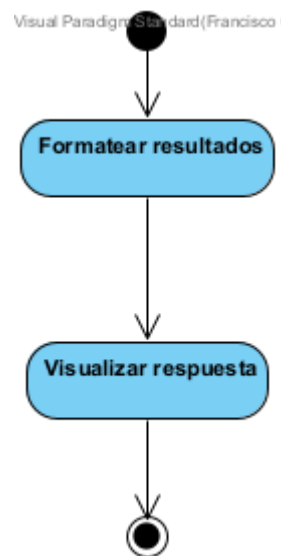 Visual Paradigm Standard(Francisco
Formatear resultados
Visualizar respuesta